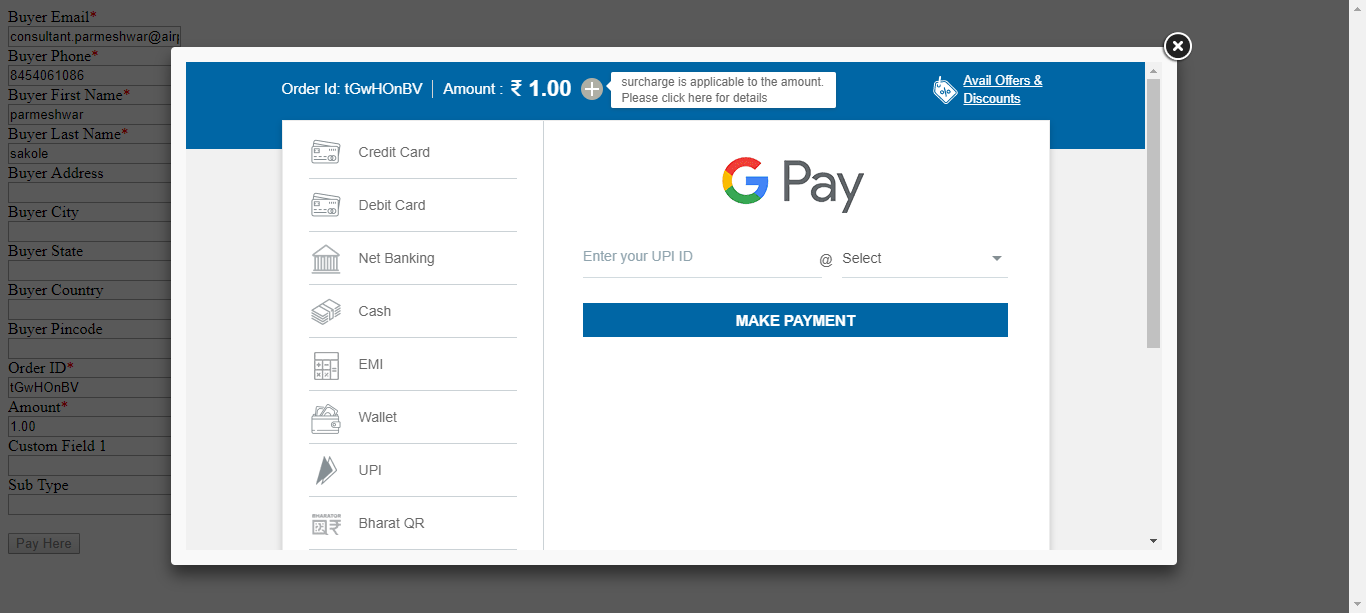 Buyer Email*
consultant.parmeshwar@air
Buyer Phone*
8454061086
Buyer First Name*
parmeshwar
Buyer Last Name*
sakole
Buyer Address
Buyer City
Buyer State
Buyer Country
Buyer Pincode
Order ID*
tGwHOnBV
Amount*
1.00
Custom Field 1
Sub Type
Pay Here
Order Id: tGwHOnBV | Amount : ₹ 1.00
surcharge is applicable to the amount.
Please click here for details
Avail Offers &
Discounts
Credit Card
Debit Card
Net Banking
Cash
EMI
Wallet
UPI
BHARATQR
Bharat QR
G Pay
Enter your UPI ID @ Select
MAKE PAYMENT